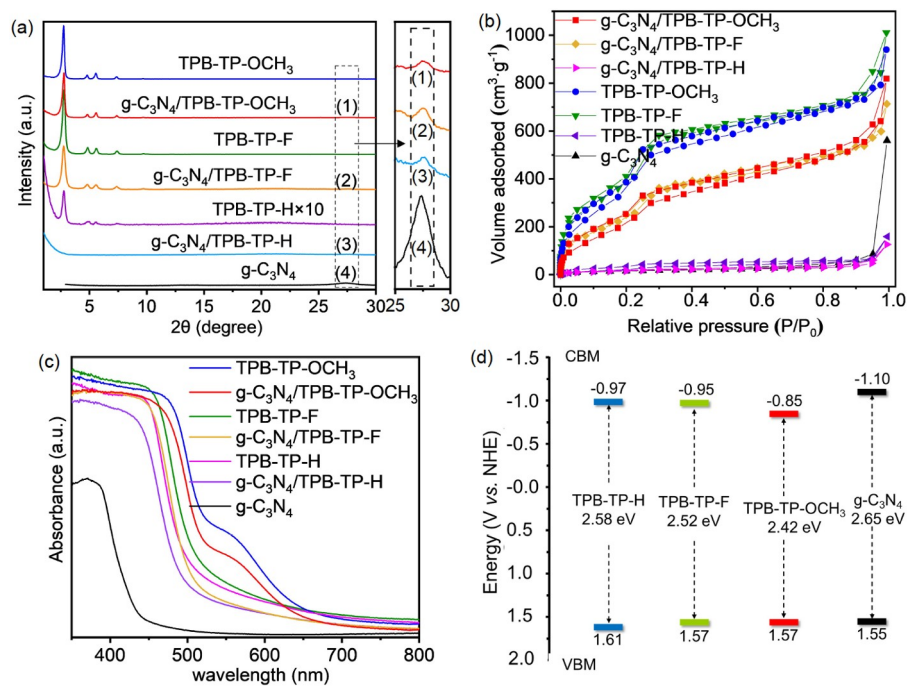 (a)
Intensity (a.u.)
TPB-TP-OCH₃
g-C₃N₄/TPB-TP-OCH₃
(1)
TPB-TP-F
g-C₃N₄/TPB-TP-F
(2)
TPB-TP-H×10
g-C₃N₄/TPB-TP-H
(3)
g-C₃N₄
(4)
5 10 15 20 25 30
2θ (degree)
(1)
(2)
(3)
(4)
25 30
(b)
Volume adsorbed (cm³·g⁻¹)
1000
800
600
400
200
0
g-C₃N₄/TPB-TP-OCH₃
g-C₃N₄/TPB-TP-F
g-C₃N₄/TPB-TP-H
TPB-TP-OCH₃
TPB-TP-F
TPB-TP-H
g-C₃N₄
0.0 0.2 0.4 0.6 0.8 1.0
Relative pressure (P/P₀)
(c)
Absorbance (a.u.)
TPB-TP-OCH₃
g-C₃N₄/TPB-TP-OCH₃
TPB-TP-F
g-C₃N₄/TPB-TP-F
TPB-TP-H
g-C₃N₄/TPB-TP-H
g-C₃N₄
400 500 600 700 800
wavelength (nm)
(d)
Energy (V vs. NHE)
-1.5
-1.0
-0.5
-0.0
0.5
1.0
1.5
2.0
CBM
-0.97
-0.95
-0.85
-1.10
TPB-TP-H
2.58 eV
TPB-TP-F
2.52 eV
TPB-TP-OCH₃
2.42 eV
g-C₃N₄
2.65 eV
1.61
1.57
1.57
1.55
VBM